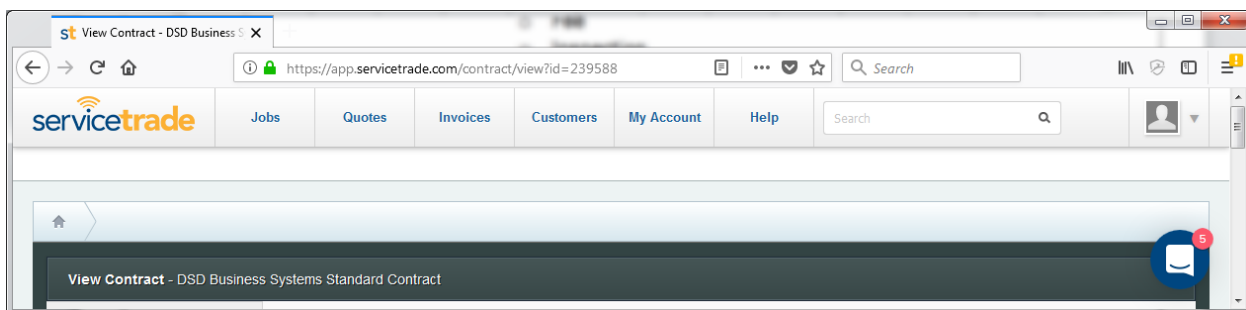 st View Contract - DSD Business S
https://app.servicetrade.com/contract/view?id=239588
Search
servicetrade
Jobs
Quotes
Invoices
Customers
My Account
Help
Search
5
View Contract - DSD Business Systems Standard Contract